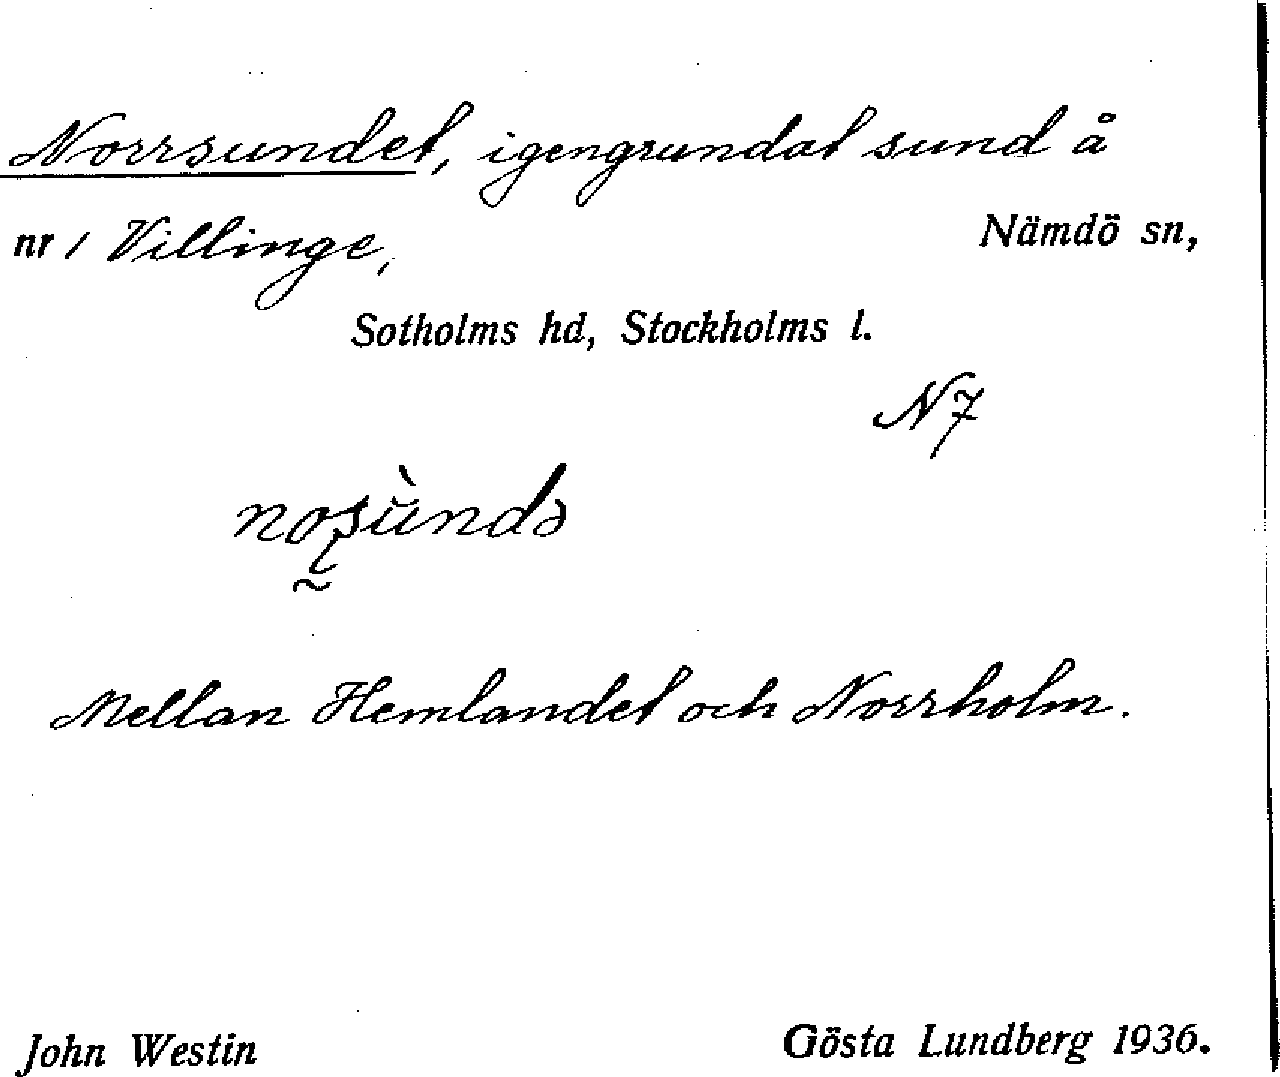 Norrsundet, igengrundat sund å
nr 1 Villinge, Nämdö sn,
Sotholms hd, Stockholms l.
N7
Mellan Hemlandet och Norrholm.
John Westin Gösta Lundberg 1936.